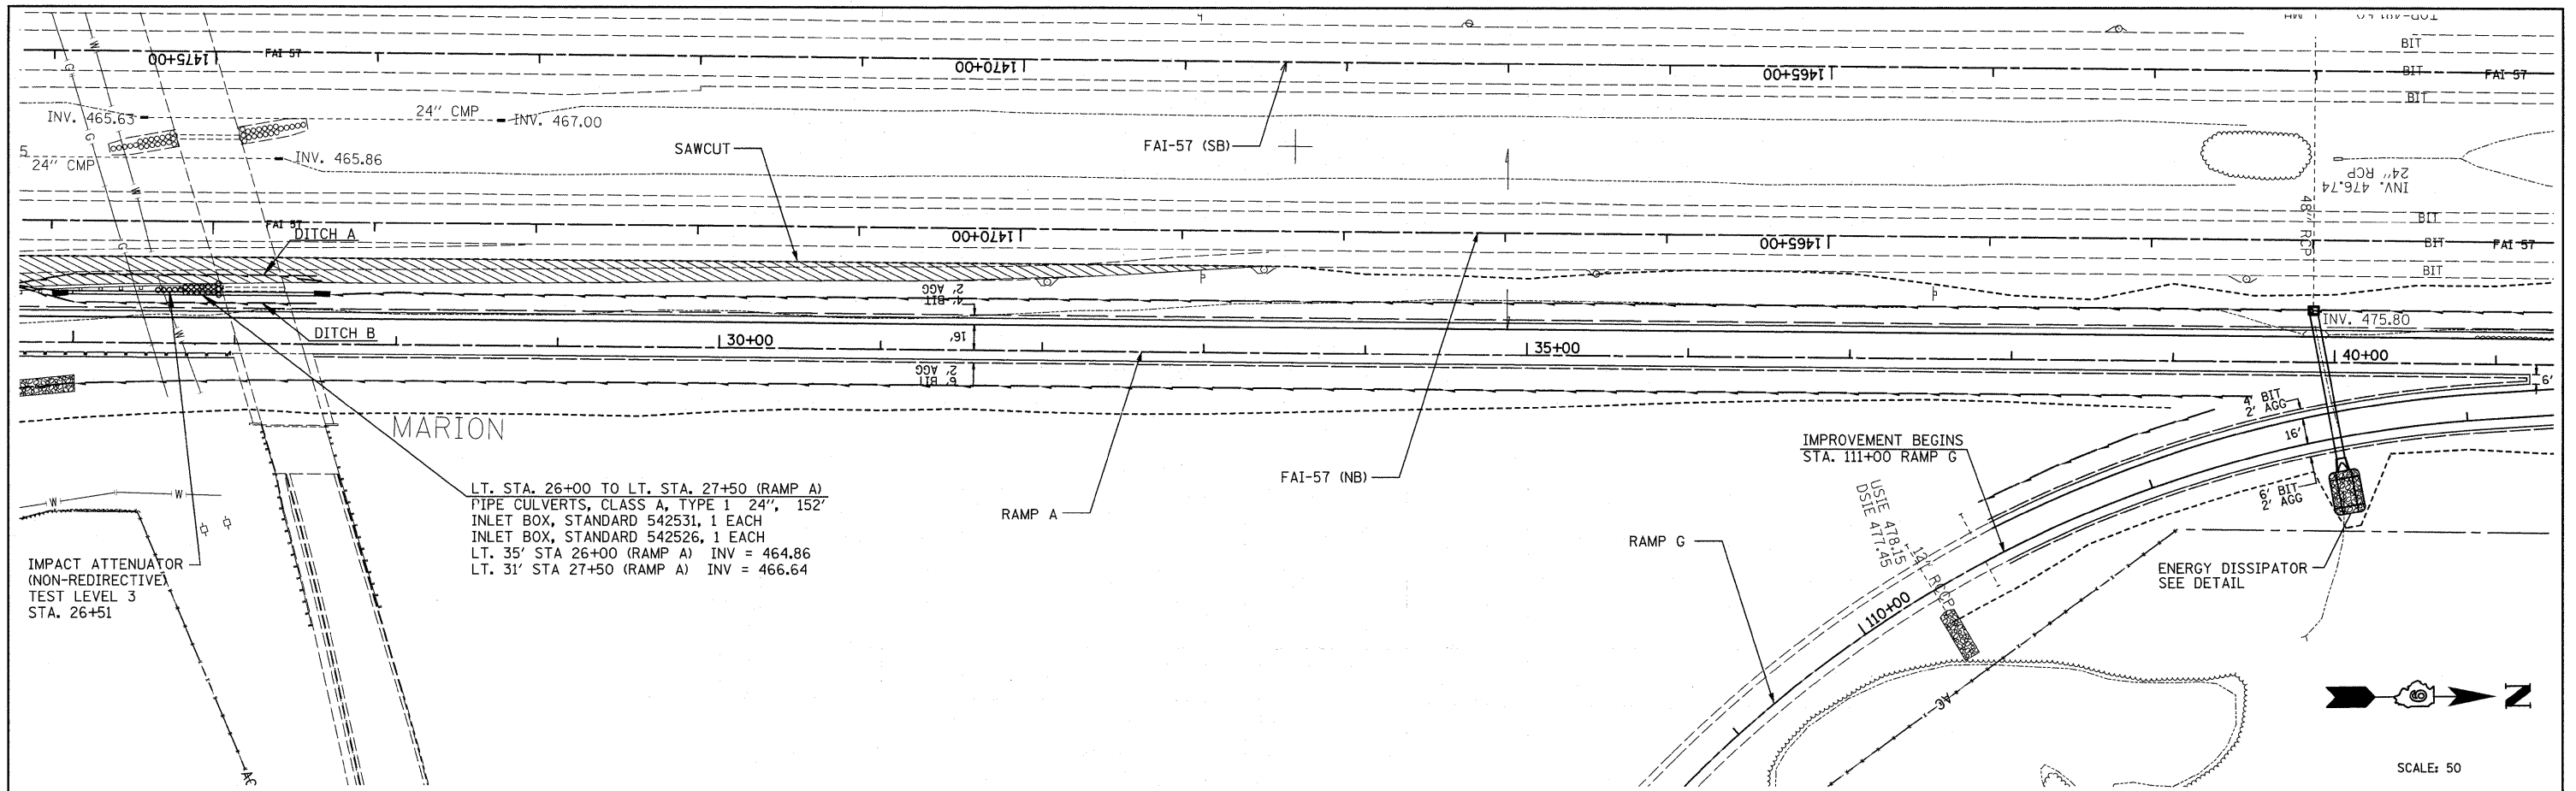 1475+00
FAI 57
1470+00
1465+00
BIT
BIT
FAI 57
BIT
INV. 465.63
24" CMP
INV. 467.00
24" CMP
INV. 465.86
SAWCUT
FAI-57 (SB)
INV. 476.74
24" RCP
48" RCP
BIT
FAI 57
DITCH A
1470+00
1465+00
BIT
FAI 57
BIT
4' BIT
2' AGG
DITCH B
30+00
16'
35+00
INV. 475.80
40+00
6' BIT
2' AGG
6'
MARION
4' BIT
2' AGG
16'
6' BIT
2' AGG
IMPROVEMENT BEGINS
STA. 111+00 RAMP G
FAI-57 (NB)
RAMP A
LT. STA. 26+00 TO LT. STA. 27+50 (RAMP A)
PIPE CULVERTS, CLASS A, TYPE 1 24", 152'
INLET BOX, STANDARD 542531, 1 EACH
INLET BOX, STANDARD 542526, 1 EACH
LT. 35' STA 26+00 (RAMP A) INV = 464.86
LT. 31' STA 27+50 (RAMP A) INV = 466.64
IMPACT ATTENUATOR
(NON-REDIRECTIVE)
TEST LEVEL 3
STA. 26+51
USIE 478.15
DSIE 477.45
12" RCCP
RAMP G
110+00
ENERGY DISSIPATOR
SEE DETAIL
W
W
W
W
W
W
G
G
G
AC
AC
N
SCALE: 50